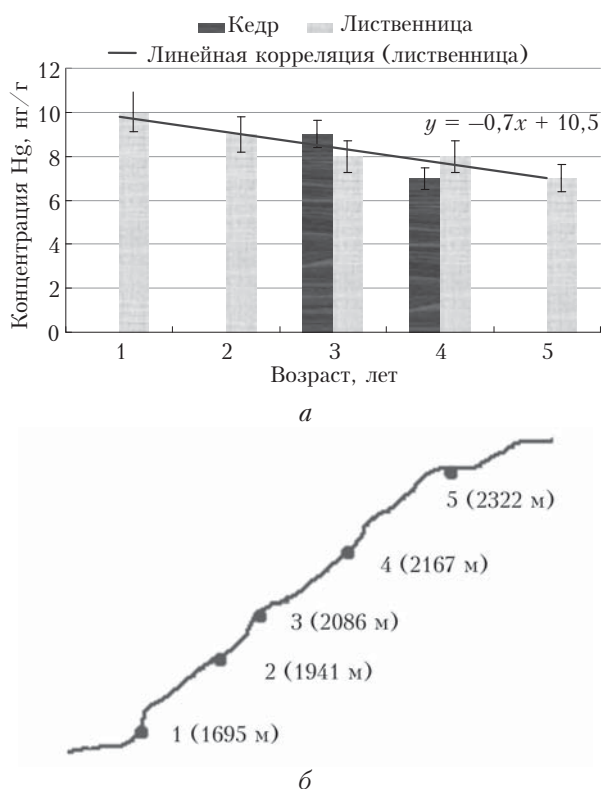 Кедр Лиственница
Линейная корреляция (лиственница)
Концентрация Hg, нг/г
12
10
8
6
4
2
0
y = −0,7x + 10,5
1 2 3 4 5
Возраст, лет
а
5 (2322 м)
4 (2167 м)
3 (2086 м)
2 (1941 м)
1 (1695 м)
б